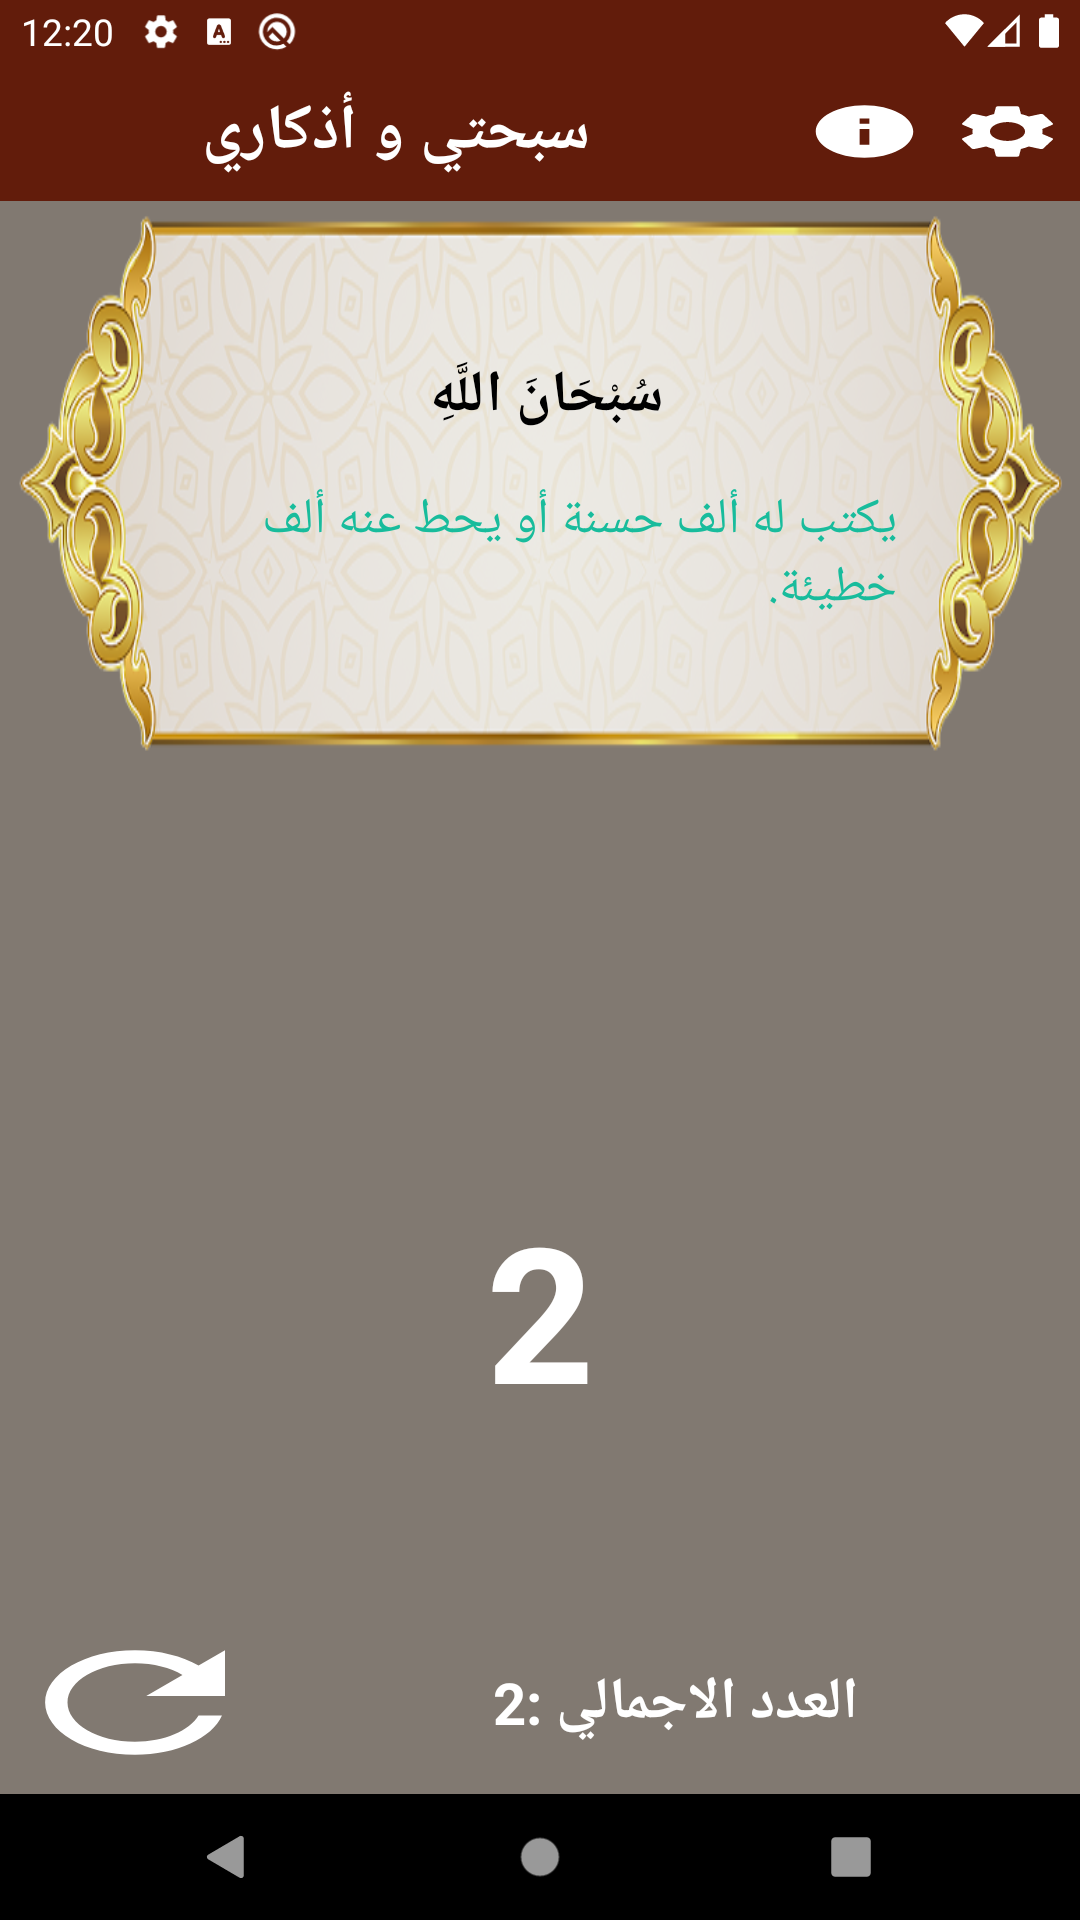 12:20
سبحتي و أذكاري
سُبْحَانَ اللَّهِ
يكتب له ألف حسنة أو يحط عنه ألف
خطيئة.
2
العدد الاجمالي :2